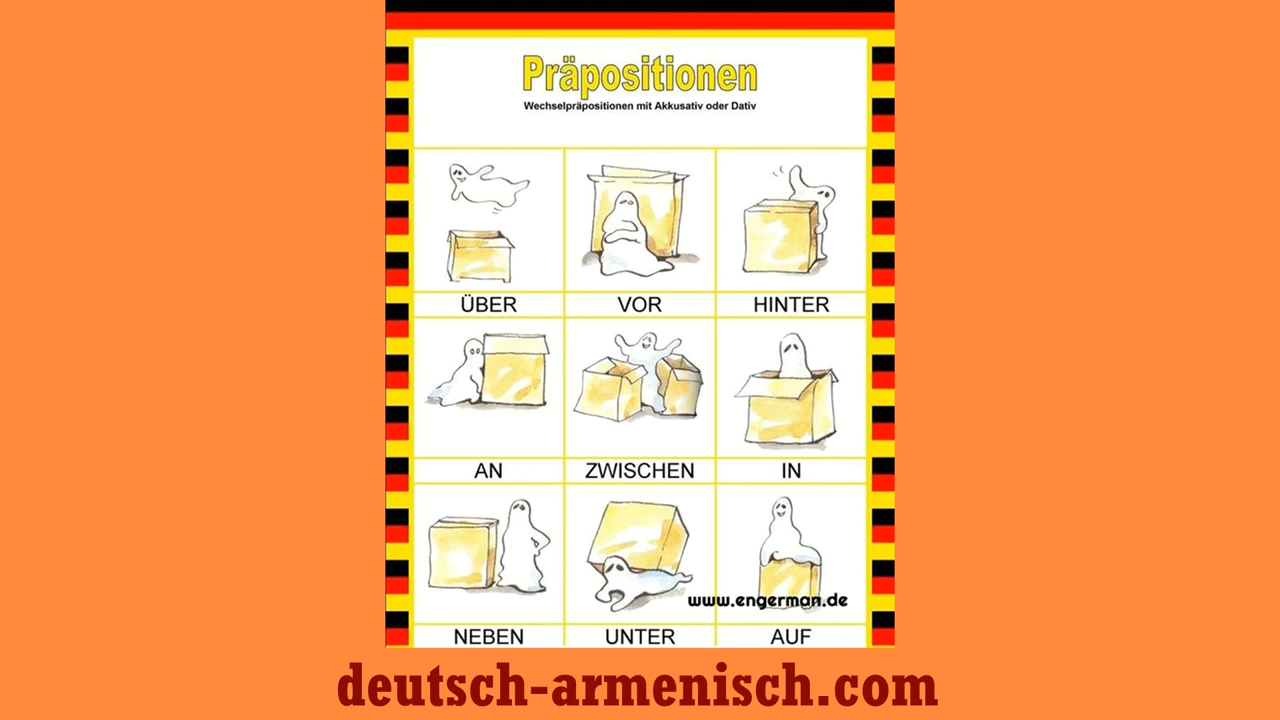 Präpositionen
Wechselpräpositionen mit Akkusativ oder Dativ
ÜBER
VOR
HINTER
AN
ZWISCHEN
IN
www.engerman.de
NEBEN
UNTER
AUF
deutsch-armenisch.com